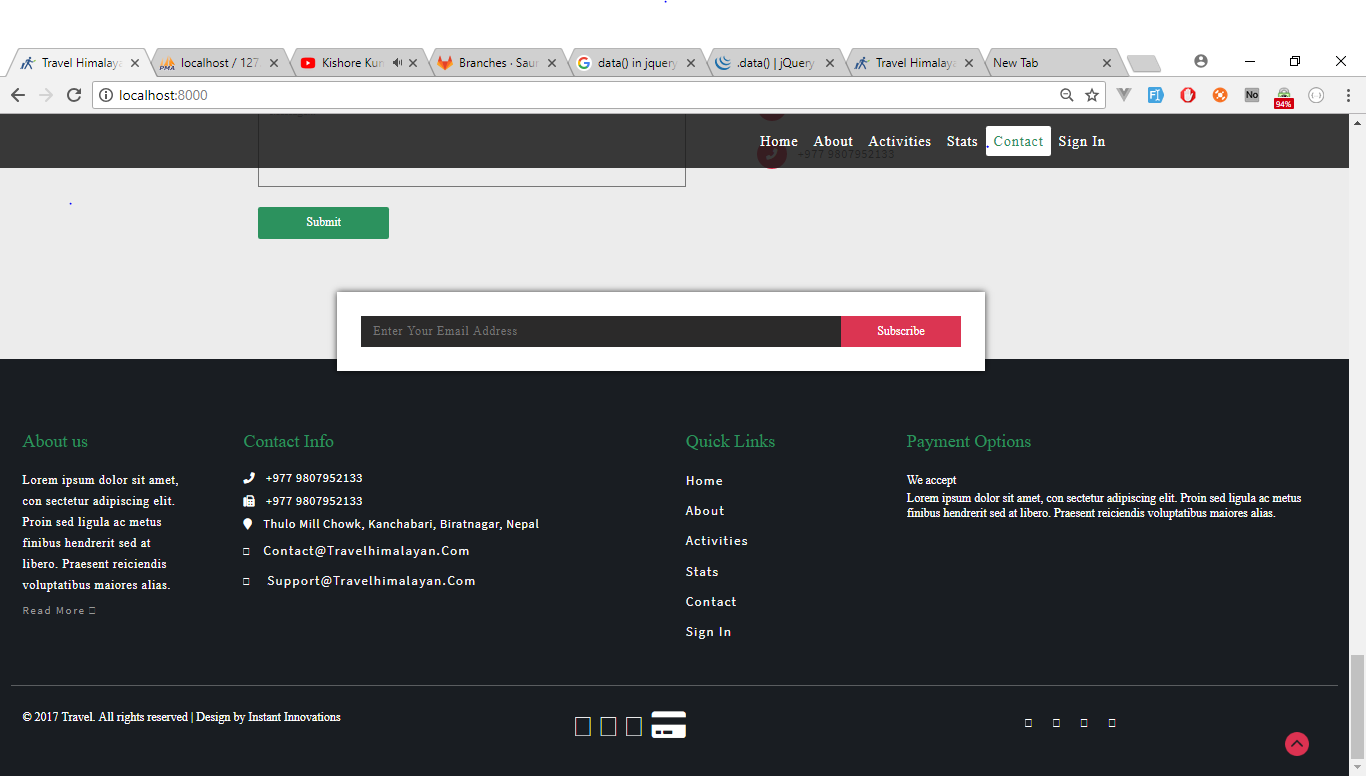 Travel Himalaya
localhost / 127
Kishore Kun
Branches · Saur
data() in jquery
.data() | jQuery
Travel Himalaya
New Tab
localhost:8000
No
94%
Home About Activities Stats Contact Sign In
+977 9807952133
Submit
Enter Your Email Address
Subscribe
About us
Lorem ipsum dolor sit amet,
con sectetur adipiscing elit.
Proin sed ligula ac metus
finibus hendrerit sed at
libero. Praesent reiciendis
voluptatibus maiores alias.
Read More
Contact Info
+977 9807952133
+977 9807952133
Thulo Mill Chowk, Kanchabari, Biratnagar, Nepal
Contact@Travelhimalayan.Com
Support@Travelhimalayan.Com
Quick Links
Home
About
Activities
Stats
Contact
Sign In
Payment Options
We accept
Lorem ipsum dolor sit amet, con sectetur adipiscing elit. Proin sed ligula ac metus
finibus hendrerit sed at libero. Praesent reiciendis voluptatibus maiores alias.
© 2017 Travel. All rights reserved | Design by Instant Innovations